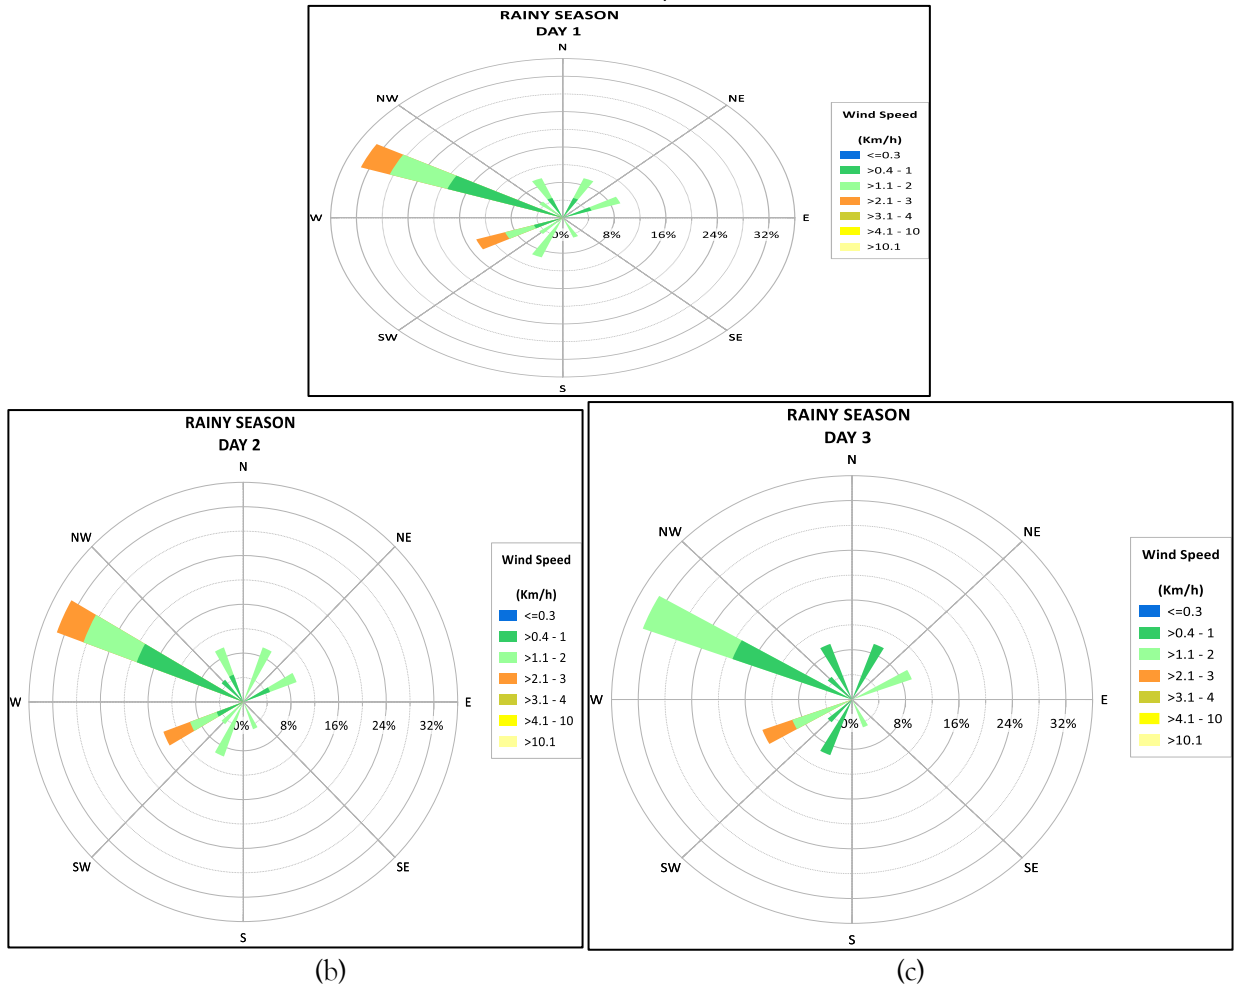 RAINY SEASON
DAY 1
N
NW
NE
W
E
0%
8%
16%
24%
32%
SW
SE
S
Wind Speed
(Km/h)
<=0.3
>0.4 - 1
>1.1 - 2
>2.1 - 3
>3.1 - 4
>4.1 - 10
>10.1
RAINY SEASON
DAY 2
N
NW
NE
W
E
0%
8%
16%
24%
32%
SW
SE
S
Wind Speed
(Km/h)
<=0.3
>0.4 - 1
>1.1 - 2
>2.1 - 3
>3.1 - 4
>4.1 - 10
>10.1
(b)
RAINY SEASON
DAY 3
N
NW
NE
W
E
0%
8%
16%
24%
32%
SW
SE
S
Wind Speed
(Km/h)
<=0.3
>0.4 - 1
>1.1 - 2
>2.1 - 3
>3.1 - 4
>4.1 - 10
>10.1
(c)